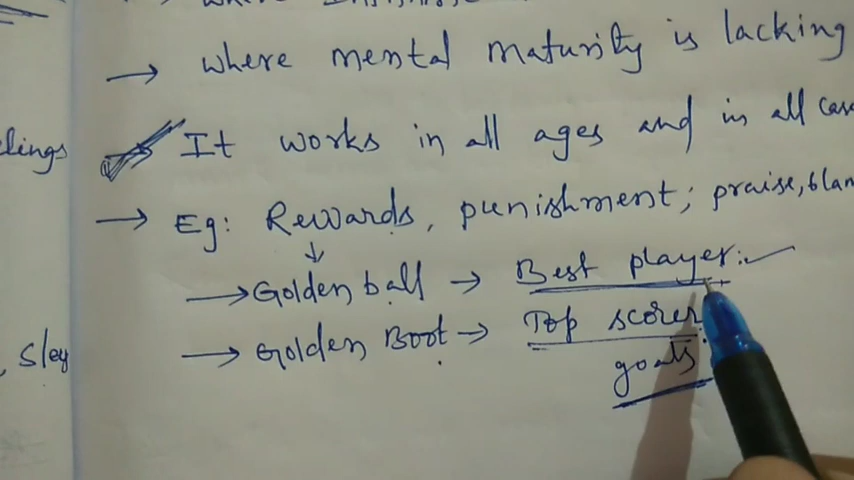 → where mental maturity is lacking
lings → It works in all ages and in all cas
→ Eg: Rewards, punishment; praise, blam
↓
→ Golden ball → Best player.
→ Golden Boot → Top scorer
, sley
goals.